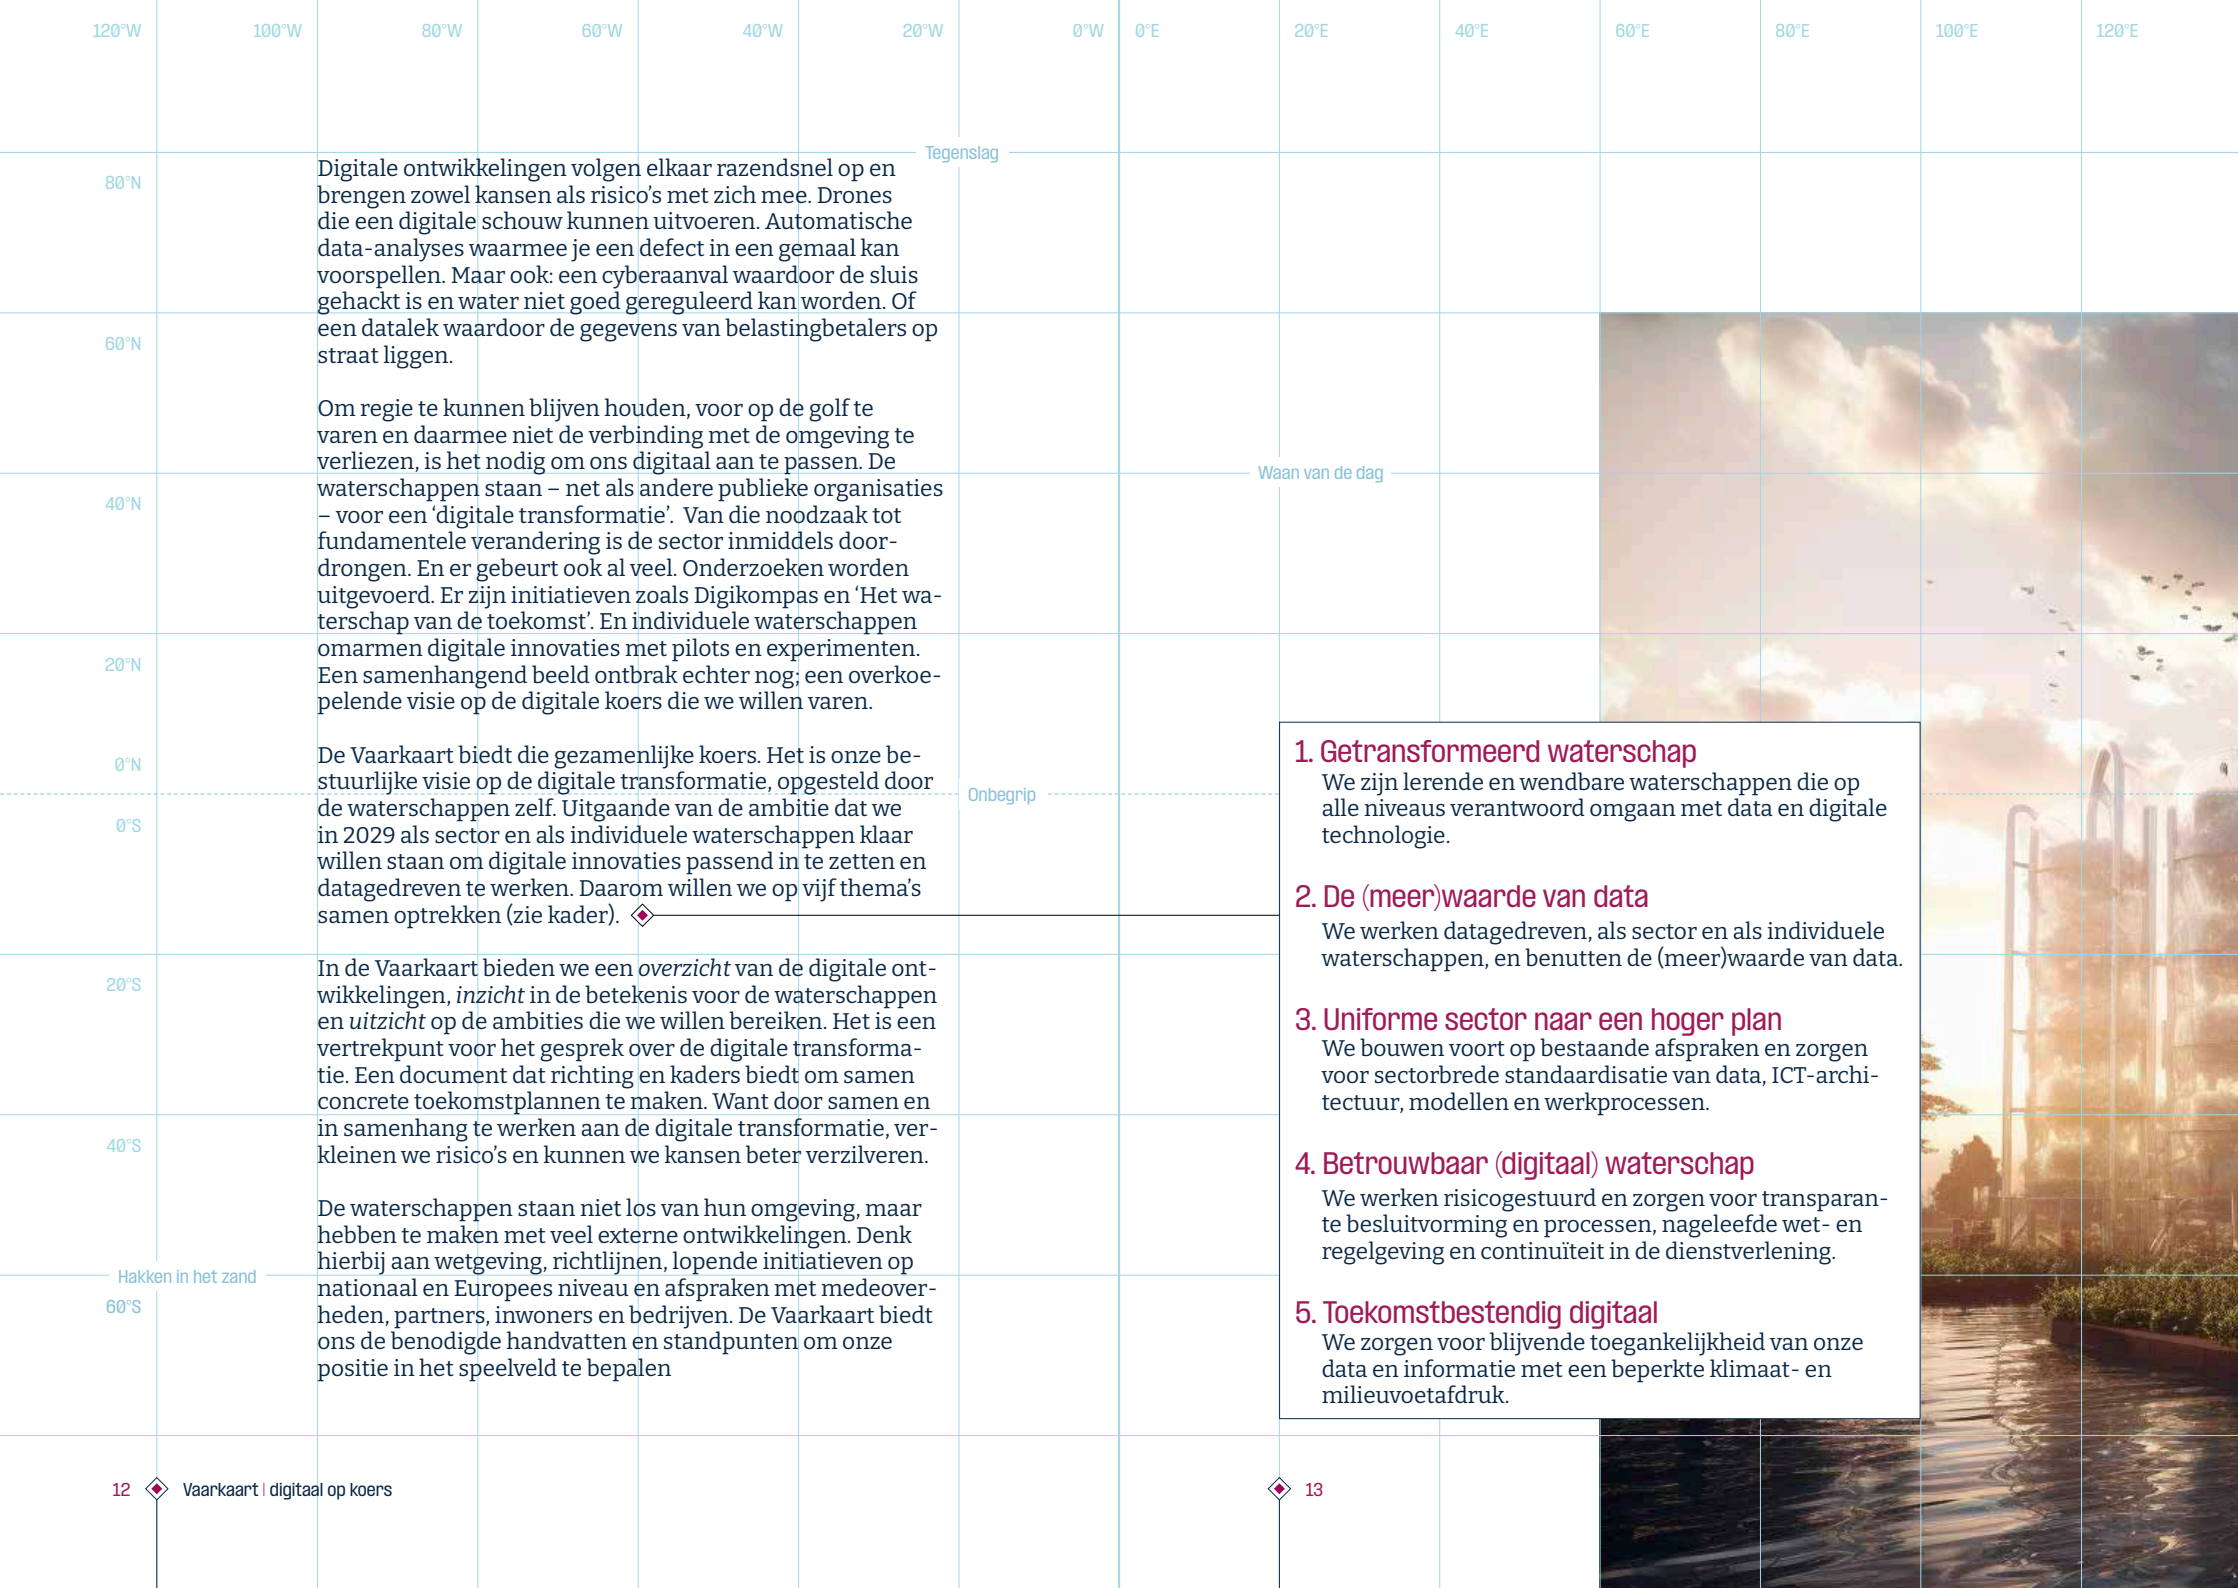 120°W 100°W 80°W 60°W 40°W 20°W 0°W 0°E 20°E 40°E 60°E 80°E 100°E 120°E
Tegenslag
80°N
60°N
40°N
20°N
0°N
0°S
20°S
40°S
Hakken in het zand
60°S
Digitale ontwikkelingen volgen elkaar razendsnel op en
brengen zowel kansen als risico’s met zich mee. Drones
die een digitale schouw kunnen uitvoeren. Automatische
data-analyses waarmee je een defect in een gemaal kan
voorspellen. Maar ook: een cyberaanval waardoor de sluis
gehackt is en water niet goed gereguleerd kan worden. Of
een datalek waardoor de gegevens van belastingbetalers op
straat liggen.
Om regie te kunnen blijven houden, voor op de golf te
varen en daarmee niet de verbinding met de omgeving te
verliezen, is het nodig om ons digitaal aan te passen. De
waterschappen staan – net als andere publieke organisaties
– voor een ‘digitale transformatie’. Van die noodzaak tot
fundamentele verandering is de sector inmiddels door-
drongen. En er gebeurt ook al veel. Onderzoeken worden
uitgevoerd. Er zijn initiatieven zoals Digikompas en ‘Het wa-
terschap van de toekomst’. En individuele waterschappen
omarmen digitale innovaties met pilots en experimenten.
Een samenhangend beeld ontbrak echter nog; een overkoe-
pelende visie op de digitale koers die we willen varen.
De Vaarkaart biedt die gezamenlijke koers. Het is onze be-
stuurlijke visie op de digitale transformatie, opgesteld door
de waterschappen zelf. Uitgaande van de ambitie dat we
in 2029 als sector en als individuele waterschappen klaar
willen staan om digitale innovaties passend in te zetten en
datagedreven te werken. Daarom willen we op vijf thema’s
samen optrekken (zie kader).
In de Vaarkaart bieden we een overzicht van de digitale ont-
wikkelingen, inzicht in de betekenis voor de waterschappen
en uitzicht op de ambities die we willen bereiken. Het is een
vertrekpunt voor het gesprek over de digitale transforma-
tie. Een document dat richting en kaders biedt om samen
concrete toekomstplannen te maken. Want door samen en
in samenhang te werken aan de digitale transformatie, ver-
kleinen we risico’s en kunnen we kansen beter verzilveren.
De waterschappen staan niet los van hun omgeving, maar
hebben te maken met veel externe ontwikkelingen. Denk
hierbij aan wetgeving, richtlijnen, lopende initiatieven op
nationaal en Europees niveau en afspraken met medeover-
heden, partners, inwoners en bedrijven. De Vaarkaart biedt
ons de benodigde handvatten en standpunten om onze
positie in het speelveld te bepalen
Waan van de dag
Onbegrip
1. Getransformeerd waterschap
We zijn lerende en wendbare waterschappen die op
alle niveaus verantwoord omgaan met data en digitale
technologie.
2. De (meer)waarde van data
We werken datagedreven, als sector en als individuele
waterschappen, en benutten de (meer)waarde van data.
3. Uniforme sector naar een hoger plan
We bouwen voort op bestaande afspraken en zorgen
voor sectorbrede standaardisatie van data, ICT-archi-
tectuur, modellen en werkprocessen.
4. Betrouwbaar (digitaal) waterschap
We werken risicogestuurd en zorgen voor transparan-
te besluitvorming en processen, nageleefde wet- en
regelgeving en continuïteit in de dienstverlening.
5. Toekomstbestendig digitaal
We zorgen voor blijvende toegankelijkheid van onze
data en informatie met een beperkte klimaat- en
milieuvoetafdruk.
12 Vaarkaart | digitaal op koers
13